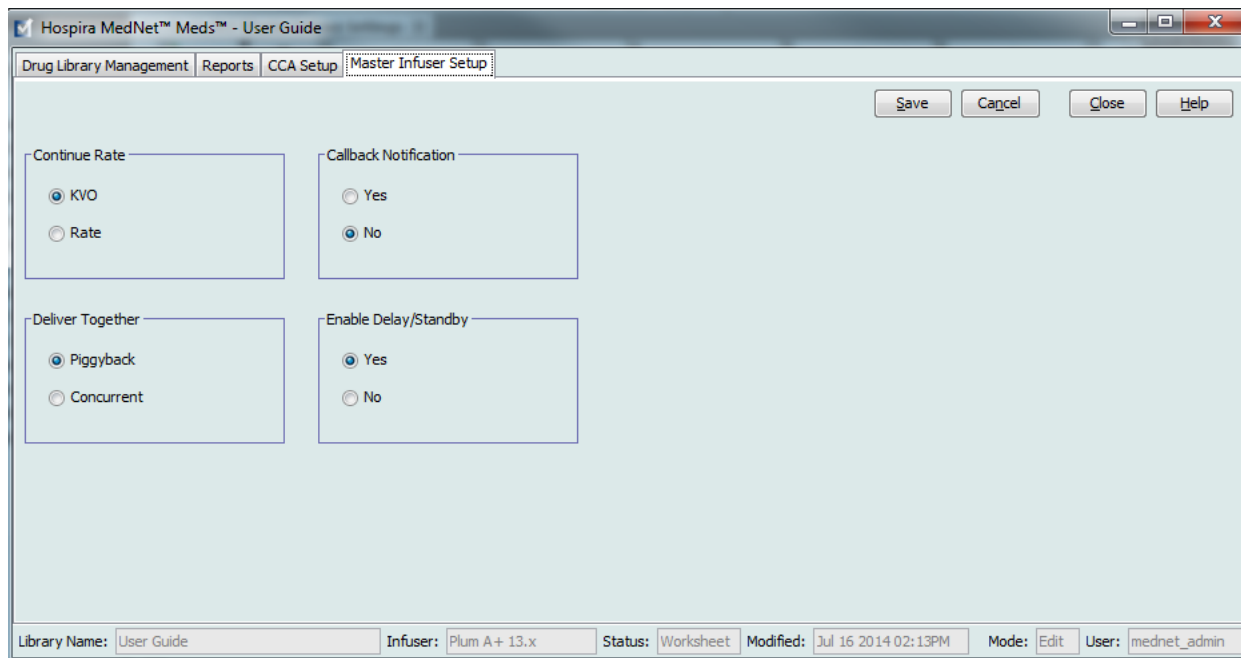 Hospira MedNet™ Meds™ - User Guide
Drug Library Management Reports CCA Setup Master Infuser Setup
Save Cancel Close Help
Continue Rate Callback Notification
KVO Yes
Rate No
Deliver Together Enable Delay/Standby
Piggyback Yes
Concurrent No
Library Name: User Guide Infuser: Plum A+ 13.x Status: Worksheet Modified: Jul 16 2014 02:13PM Mode: Edit User: mednet_admin